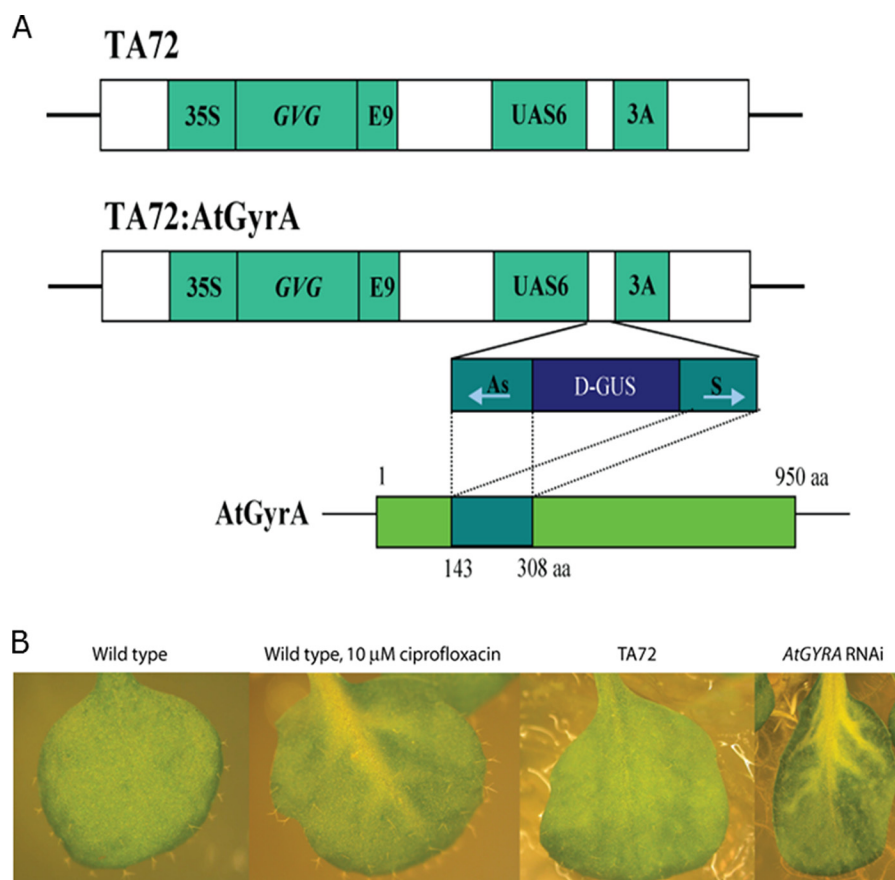 A
TA72
35S GVG E9 UAS6 3A
TA72:AtGyrA
35S GVG E9 UAS6 3A
As D-GUS S
1 950 aa
AtGyrA
143 308 aa
B
Wild type Wild type, 10 μM ciprofloxacin TA72 AtGYRA RNAi